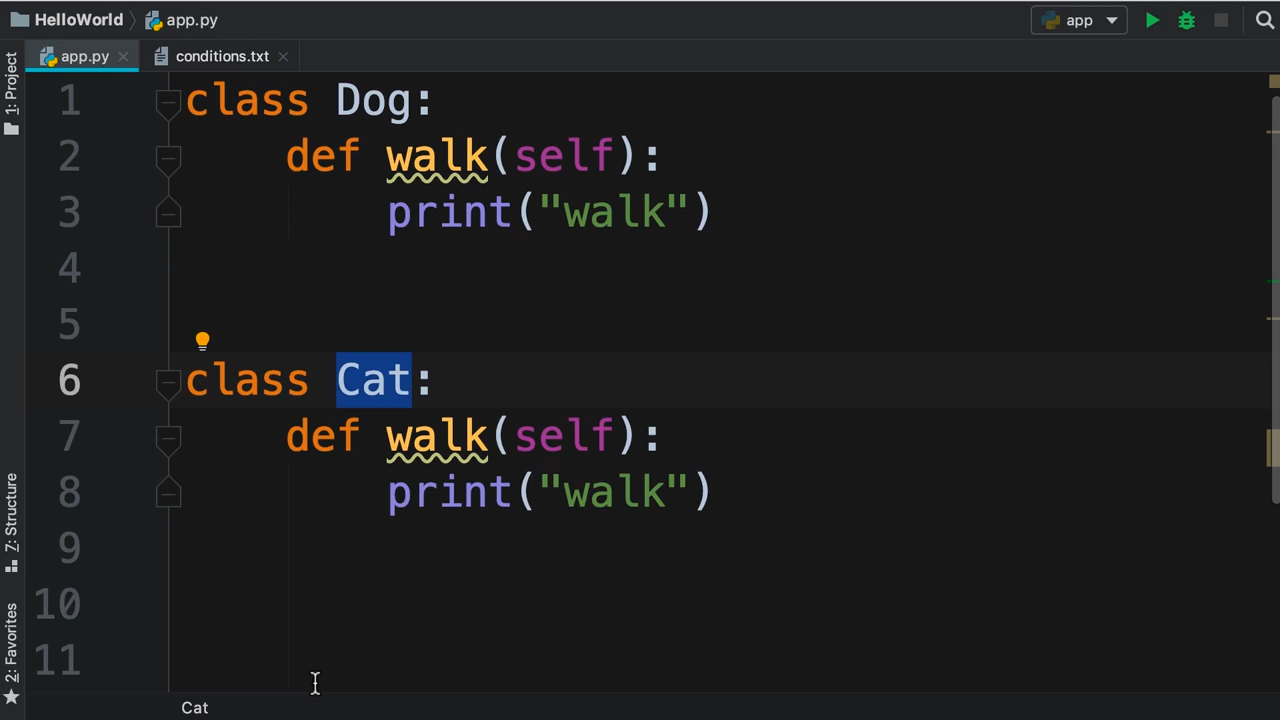 HelloWorld app.py app
app.py conditions.txt
1: Project
1 class Dog:
2 def walk(self):
3 print("walk")
4
5
6 class Cat:
7 def walk(self):
8 print("walk")
9
10
11
7: Structure
2: Favorites
Cat